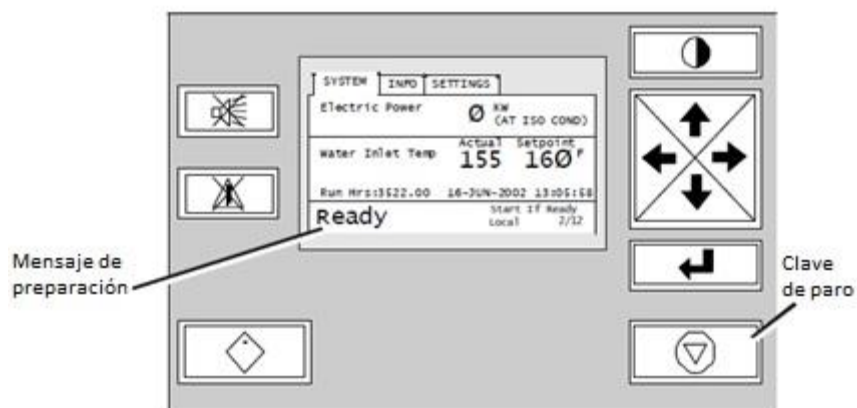 SYSTEM INFO SETTINGS
Electric Power Ø KW
(AT ISO COND)
Actual Setpoint
Water Inlet Temp 155 16Ø F
Run Hrs:3522.00 16-JUN-2002 13:05:58
Ready Start If Ready
Local 2/12
Mensaje de
preparación
Clave
de paro